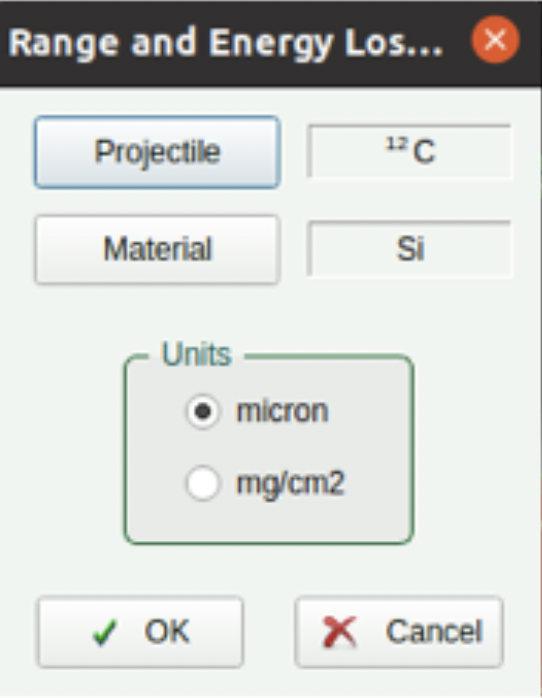 Range and Energy Los...
Projectile ¹²C
Material Si
Units
micron
mg/cm2
OK Cancel